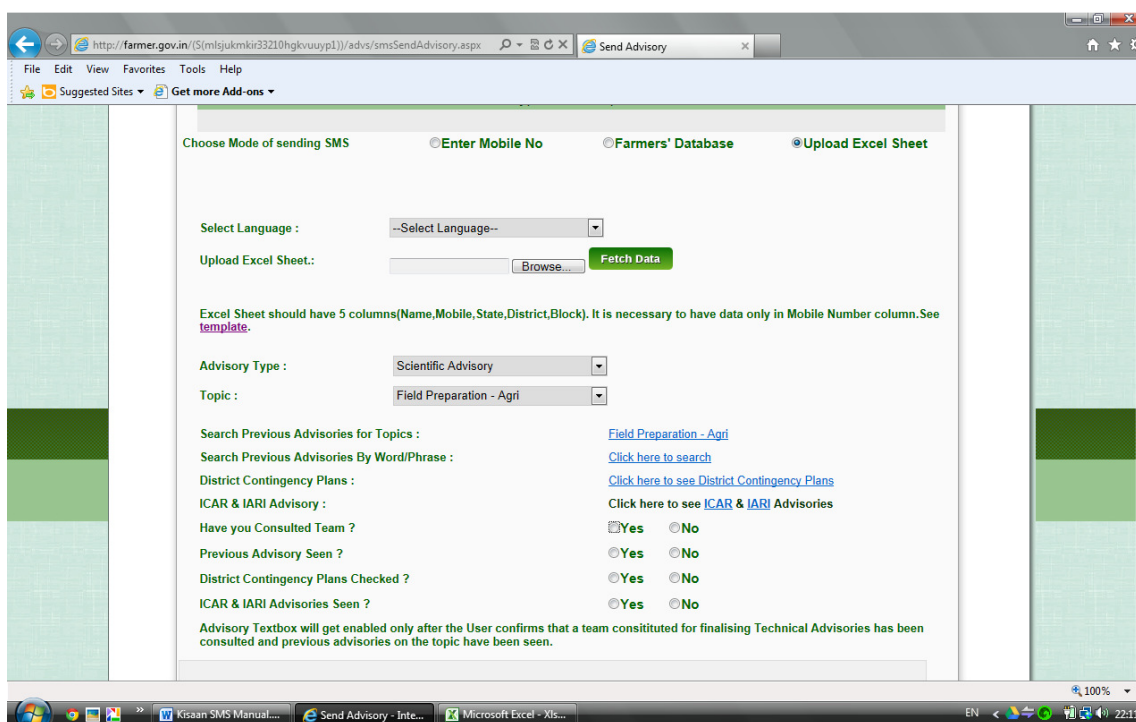 http://farmer.gov.in/(S(mlsjukmkir33210hgkvuuyp1))/advs/smsSendAdvisory.aspx Send Advisory
File Edit View Favorites Tools Help
Suggested Sites Get more Add-ons
Choose Mode of sending SMS Enter Mobile No Farmers' Database Upload Excel Sheet
Select Language : --Select Language--
Upload Excel Sheet.: Browse... Fetch Data
Excel Sheet should have 5 columns(Name,Mobile,State,District,Block). It is necessary to have data only in Mobile Number column.See
template.
Advisory Type : Scientific Advisory
Topic : Field Preparation - Agri
Search Previous Advisories for Topics : Field Preparation - Agri
Search Previous Advisories By Word/Phrase : Click here to search
District Contingency Plans : Click here to see District Contingency Plans
ICAR & IARI Advisory : Click here to see ICAR & IARI Advisories
Have you Consulted Team ? Yes No
Previous Advisory Seen ? Yes No
District Contingency Plans Checked ? Yes No
ICAR & IARI Advisories Seen ? Yes No
Advisory Textbox will get enabled only after the User confirms that a team consitituted for finalising Technical Advisories has been
consulted and previous advisories on the topic have been seen.
100%
Kisaan SMS Manual.... Send Advisory - Inte... Microsoft Excel - Xls... EN 22:11